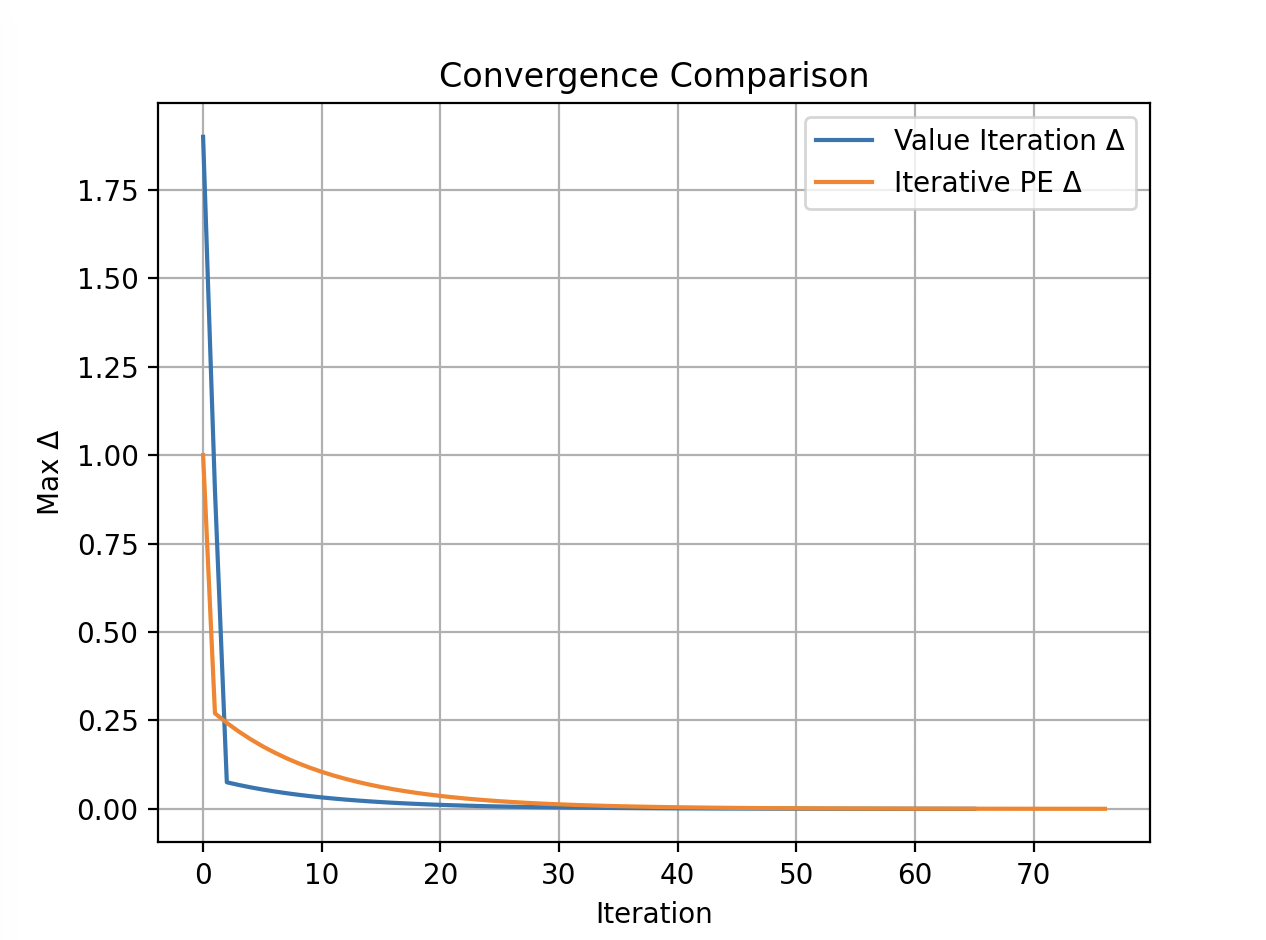 Convergence Comparison
Value Iteration Δ
Iterative PE Δ
Max Δ
1.75
1.50
1.25
1.00
0.75
0.50
0.25
0.00
0 10 20 30 40 50 60 70
Iteration